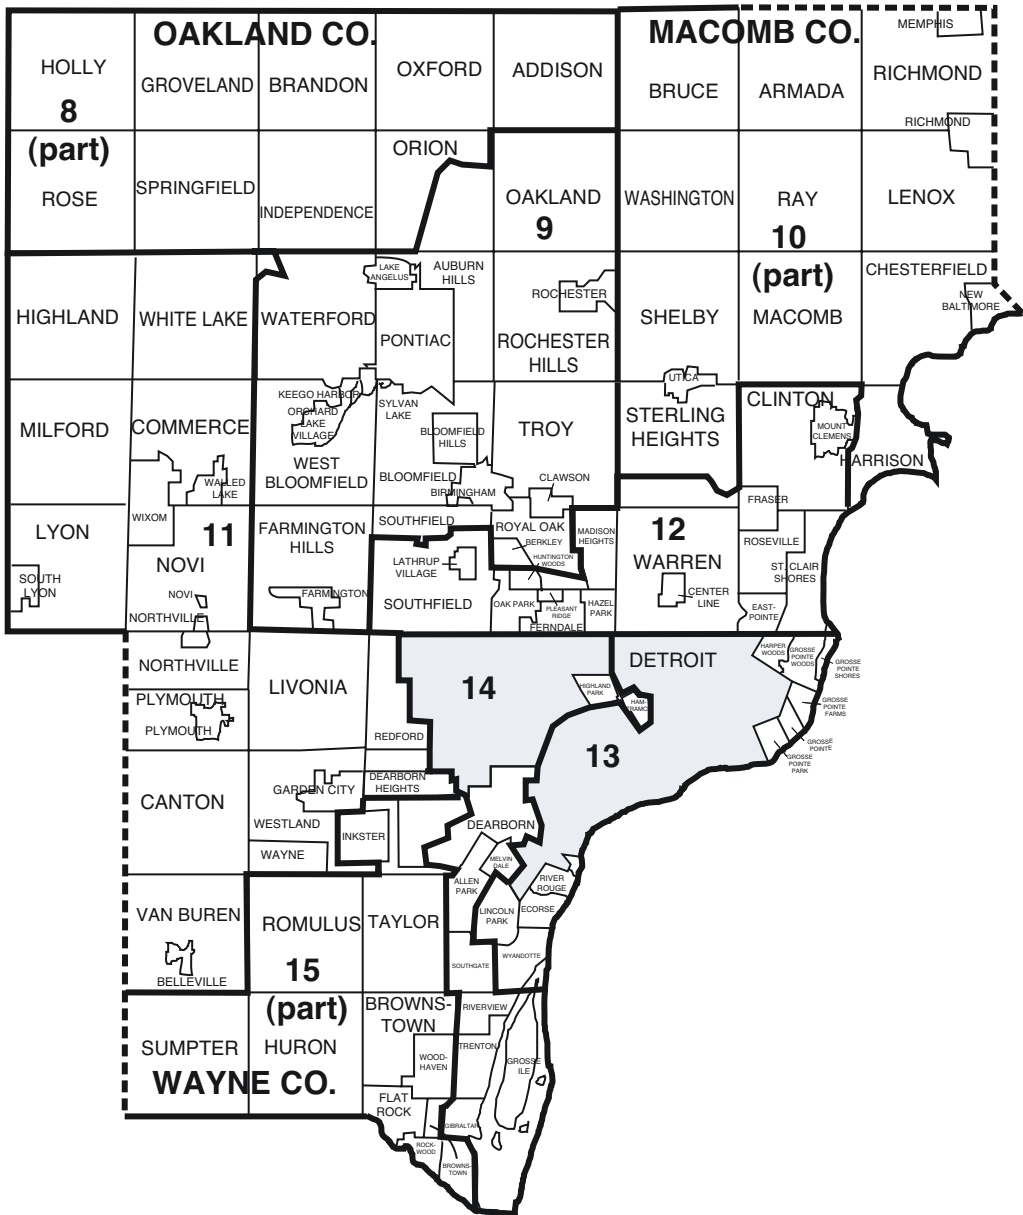 OAKLAND CO.
MACOMB CO.
MEMPHIS
HOLLY
GROVELAND
BRANDON
OXFORD
ADDISON
BRUCE
ARMADA
RICHMOND
8
(part)
RICHMOND
ORION
ROSE
SPRINGFIELD
INDEPENDENCE
OAKLAND
9
WASHINGTON
RAY
10
(part)
LENOX
LAKE
ANGELUS
AUBURN
HILLS
ROCHESTER
CHESTERFIELD
NEW
BALTIMORE
HIGHLAND
WHITE LAKE
WATERFORD
PONTIAC
ROCHESTER
HILLS
SHELBY
MACOMB
UTICA
KEEGO HARBOR
ORCHARD
LAKE
VILLAGE
SYLVAN
LAKE
BLOOMFIELD
HILLS
TROY
STERLING
HEIGHTS
CLINTON
MOUNT
CLEMENS
HARRISON
MILFORD
COMMERCE
WEST
BLOOMFIELD
BLOOMFIELD
BIRMINGHAM
CLAWSON
WALLED
LAKE
WIXOM
LYON
11
NOVI
FARMINGTON
HILLS
SOUTHFIELD
ROYAL OAK
BERKLEY
HUNTINGTON
WOODS
MADISON
HEIGHTS
12
WARREN
FRASER
ROSEVILLE
ST. CLAIR
SHORES
SOUTH
LYON
NOVI
NORTHVILLE
FARMINGTON
LATHRUP
VILLAGE
SOUTHFIELD
OAK PARK
PLEASANT
RIDGE
FERNDALE
HAZEL
PARK
CENTER
LINE
EAST-
POINTE
NORTHVILLE
LIVONIA
14
DETROIT
HIGHLAND
PARK
HAM-
TRAMCK
HARPER
WOODS
GROSSE
POINTE
WOODS
GROSSE
POINTE
SHORES
GROSSE
POINTE
FARMS
GROSSE
POINTE
GROSSE
POINTE
PARK
PLYMOUTH
PLYMOUTH
REDFORD
13
CANTON
GARDEN CITY
DEARBORN
HEIGHTS
WESTLAND
INKSTER
DEARBORN
WAYNE
MELVIN
DALE
ALLEN
PARK
RIVER
ROUGE
VAN BUREN
ROMULUS
TAYLOR
LINCOLN
PARK
ECORSE
BELLEVILLE
15
(part)
SOUTHGATE
WYANDOTTE
BROWNS-
TOWN
RIVERVIEW
SUMPTER
HURON
WOOD-
HAVEN
TRENTON
GROSSE
ILE
WAYNE CO.
FLAT
ROCK
GIBRALTAR
ROCK-
WOOD
BROWNS-
TOWN